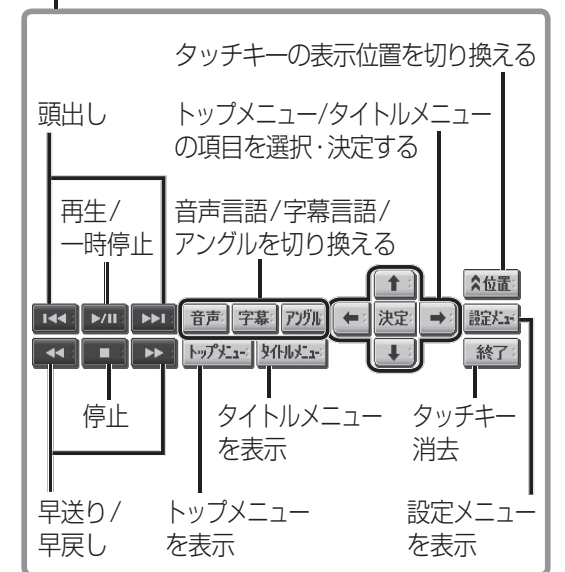 タッチキーの表示位置を切り換える
頭出し
トップメニュー/タイトルメニュー
の項目を選択・決定する
再生/
一時停止
音声言語/字幕言語/
アングルを切り換える
位置
音声 字幕 アングル 決定 設定メニュー
トップメニュー タイトルメニュー 終了
停止
タイトルメニュー
を表示
タッチキー
消去
早送り/
早戻し
トップメニュー
を表示
設定メニュー
を表示